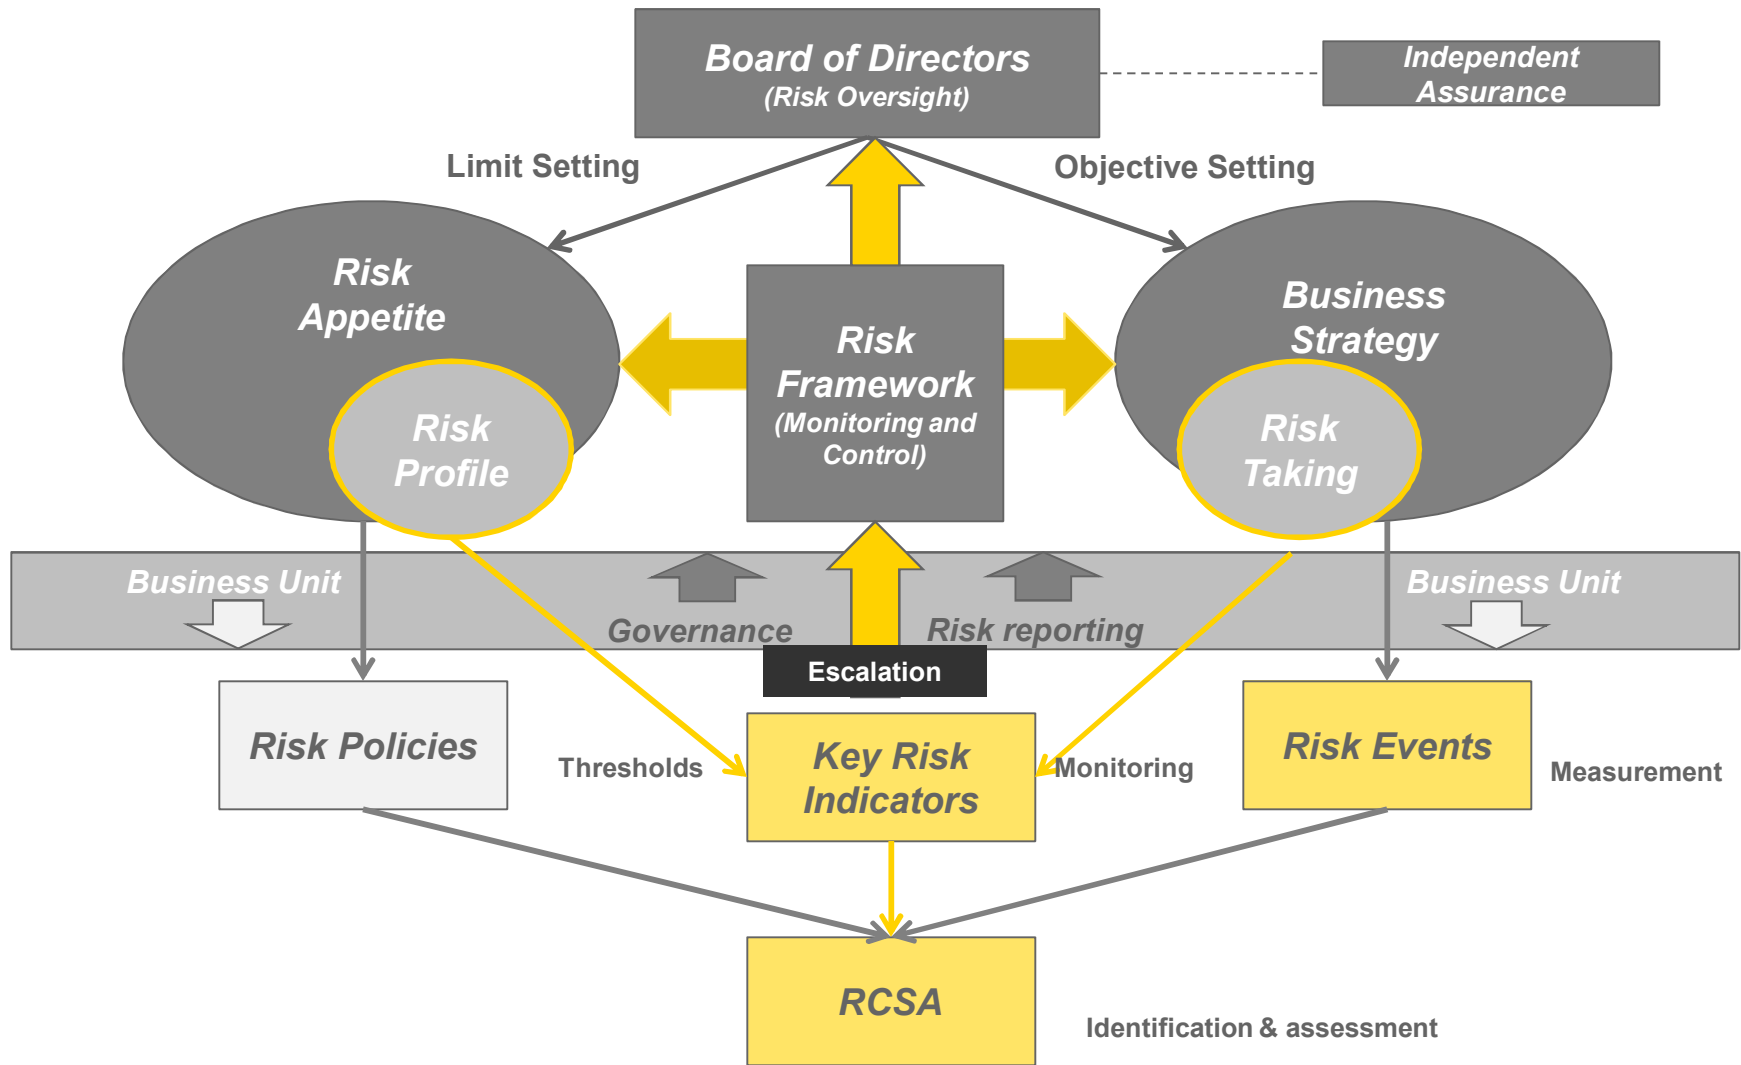 Board of Directors
(Risk Oversight)
Independent
Assurance
Limit Setting
Objective Setting
Risk
Appetite
Business
Strategy
Risk
Framework
(Monitoring and
Control)
Risk
Profile
Risk
Taking
Business Unit
Business Unit
Governance
Risk reporting
Escalation
Risk Policies
Thresholds
Key Risk
Indicators
Monitoring
Risk Events
Measurement
RCSA
Identification & assessment